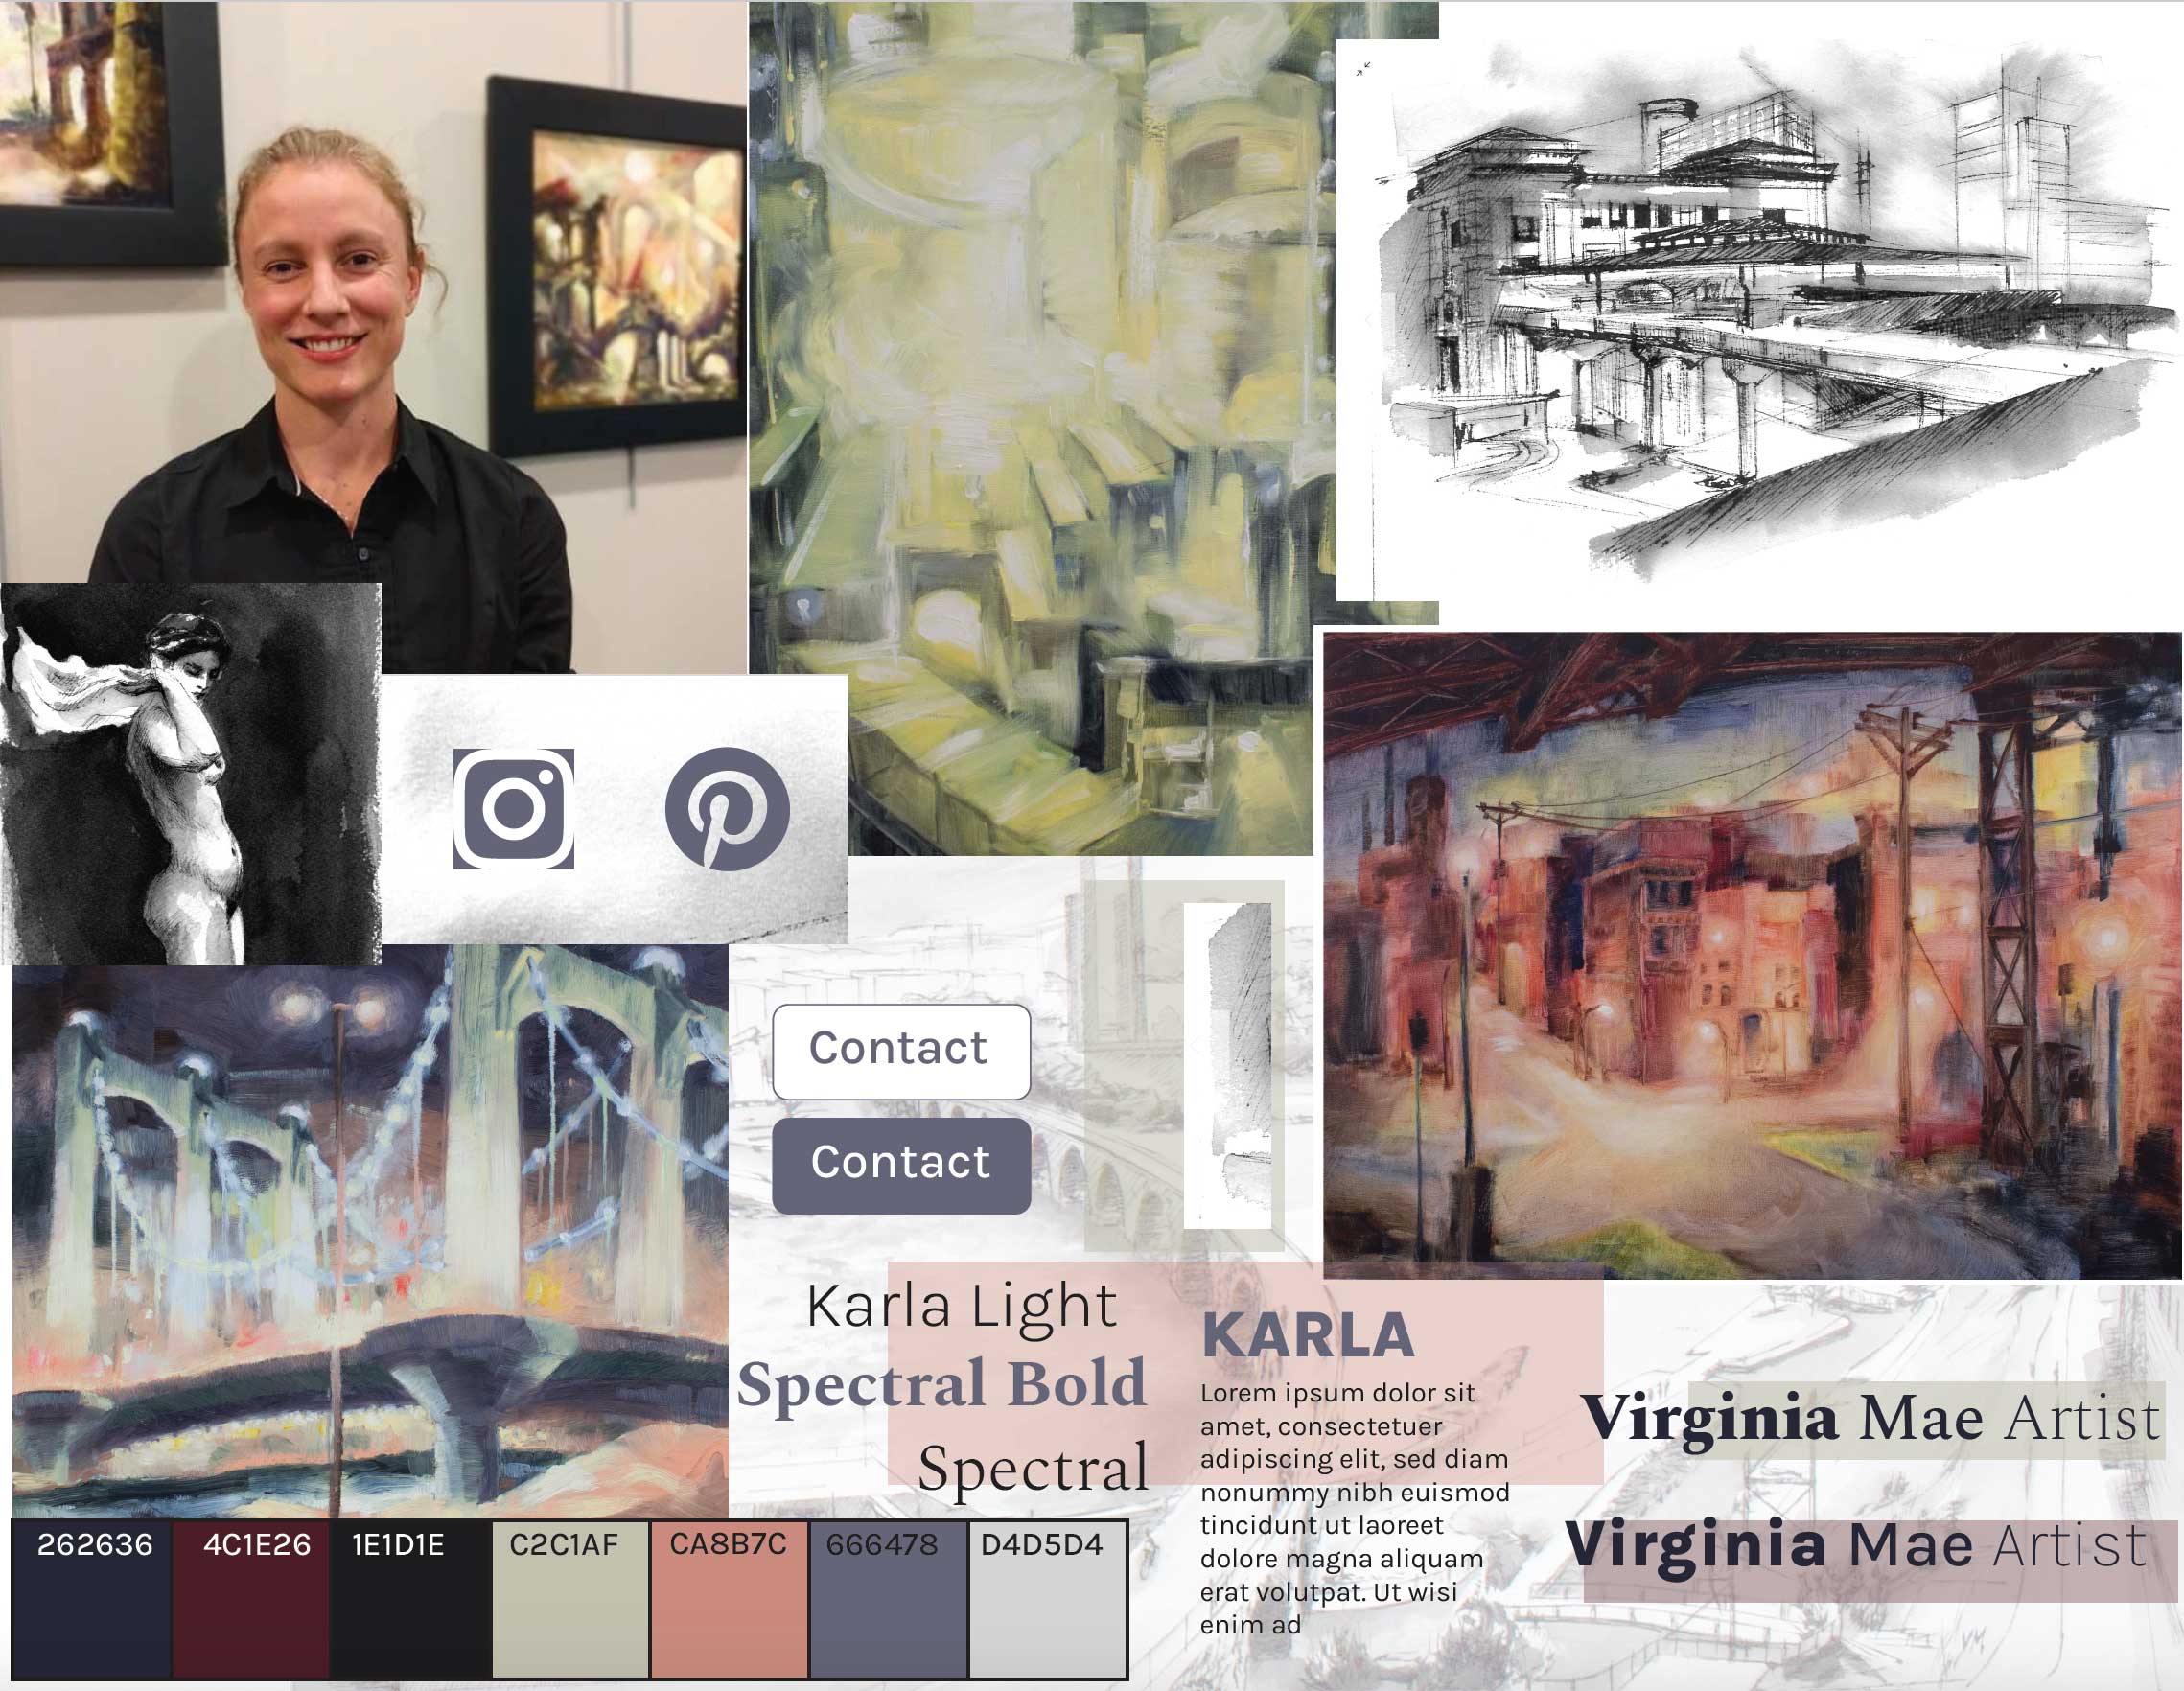 Contact
Contact
Karla Light
Spectral Bold
Spectral
KARLA
Lorem ipsum dolor sit
amet, consectetuer
adipiscing elit, sed diam
nonummy nibh euismod
tincidunt ut laoreet
dolore magna aliquam
erat volutpat. Ut wisi
enim ad
Virginia Mae Artist
Virginia Mae Artist
262636 4C1E26 1E1D1E C2C1AF CA8B7C 666478 D4D5D4